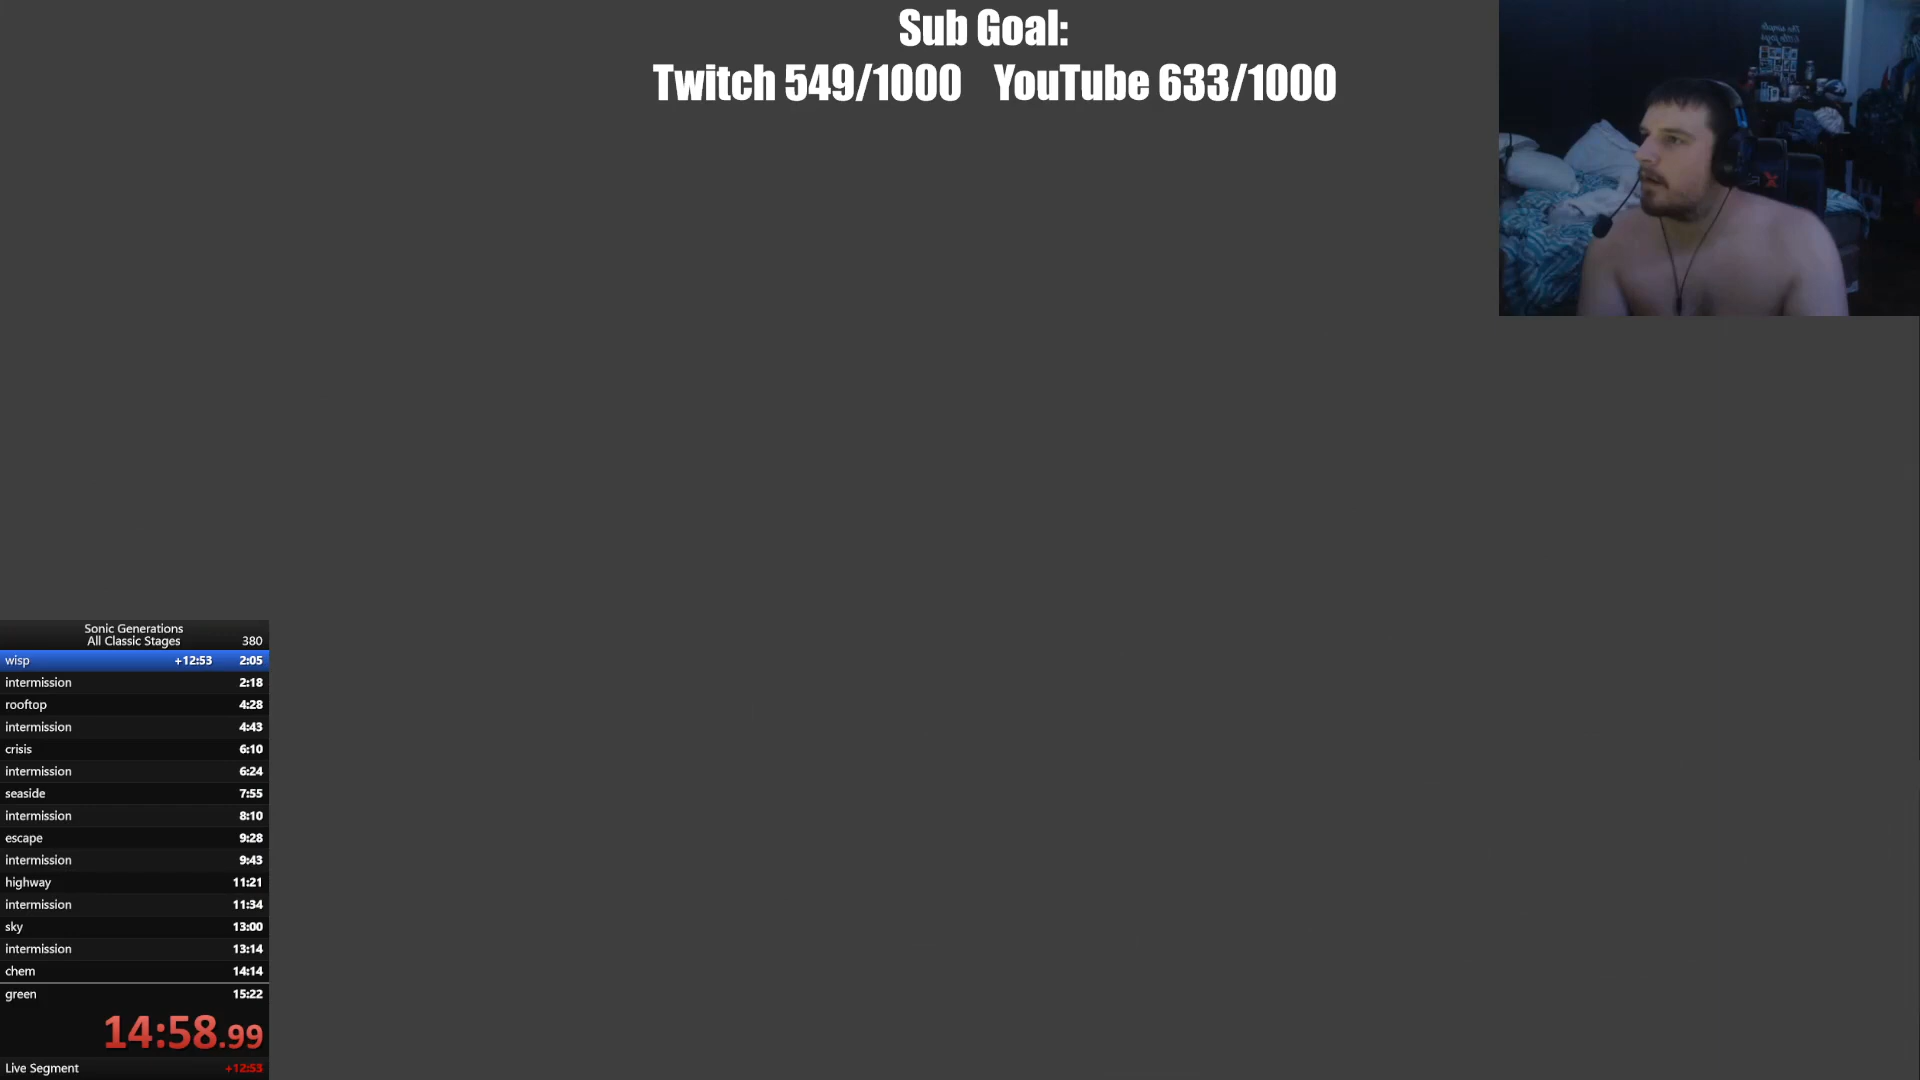 Sub Goal:
Twitch 549/1000 YouTube 633/1000
Sonic Generations
All Classic Stages 380
wisp +12:53 2:05
intermission 2:18
rooftop 4:28
intermission 4:43
crisis 6:10
intermission 6:24
seaside 7:55
intermission 8:10
escape 9:28
intermission 9:43
highway 11:21
intermission 11:34
sky 13:00
intermission 13:14
chem 14:14
green 15:22
14:58.99
Live Segment +12:53